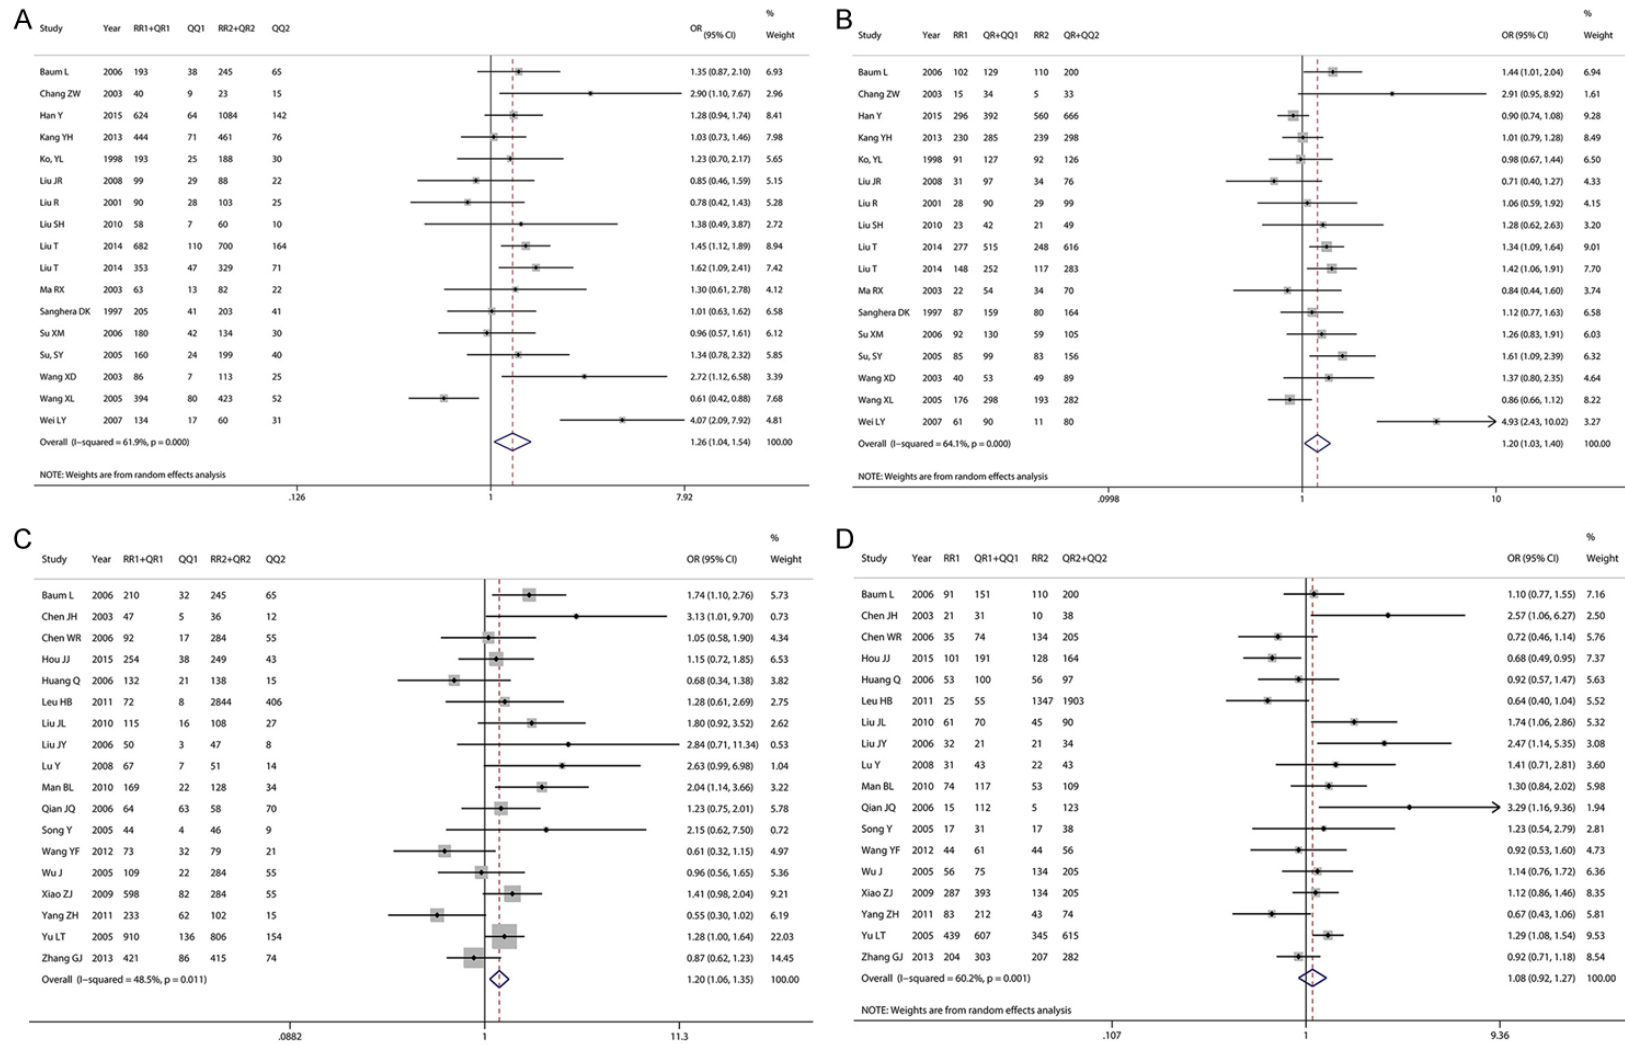 A
%
Study Year RR1+QR1 QQ1 RR2+QR2 QQ2 OR (95% CI) Weight
Baum L 2006 193 38 245 65 1.35 (0.87, 2.10) 6.93
Chang ZW 2003 40 9 23 15 2.90 (1.10, 7.67) 2.96
Han Y 2015 624 64 1084 142 1.28 (0.94, 1.74) 8.41
Kang YH 2013 444 71 461 76 1.03 (0.73, 1.46) 7.98
Ko, YL 1998 193 25 188 30 1.23 (0.70, 2.17) 5.65
Liu JR 2008 99 29 88 22 0.85 (0.46, 1.59) 5.15
Liu R 2001 90 28 103 25 0.78 (0.42, 1.43) 5.28
Liu SH 2010 58 7 60 10 1.38 (0.49, 3.87) 2.72
Liu T 2014 682 110 700 164 1.45 (1.12, 1.89) 8.94
Liu T 2014 353 47 329 71 1.62 (1.09, 2.41) 7.42
Ma RX 2003 63 13 82 22 1.30 (0.61, 2.78) 4.12
Sanghera DK 1997 205 41 203 41 1.01 (0.63, 1.62) 6.58
Su XM 2006 180 42 134 30 0.96 (0.57, 1.61) 6.12
Su, SY 2005 160 24 199 40 1.34 (0.78, 2.32) 5.85
Wang XD 2003 86 7 113 25 2.72 (1.12, 6.58) 3.39
Wang XL 2005 394 80 423 52 0.61 (0.42, 0.88) 7.68
Wei LY 2007 134 17 60 31 4.07 (2.09, 7.92) 4.81
Overall (I-squared = 61.9%, p = 0.000) 1.26 (1.04, 1.54) 100.00
NOTE: Weights are from random effects analysis
.126 1 7.92
B
%
Study Year RR1 QR+QQ1 RR2 QR+QQ2 OR (95% CI) Weight
Baum L 2006 102 129 110 200 1.44 (1.01, 2.04) 6.94
Chang ZW 2003 15 34 5 33 2.91 (0.95, 8.92) 1.61
Han Y 2015 296 392 560 666 0.90 (0.74, 1.08) 9.28
Kang YH 2013 230 285 239 298 1.01 (0.79, 1.28) 8.49
Ko, YL 1998 91 127 92 126 0.98 (0.67, 1.44) 6.50
Liu JR 2008 31 97 34 76 0.71 (0.40, 1.27) 4.33
Liu R 2001 28 90 29 99 1.06 (0.59, 1.92) 4.15
Liu SH 2010 23 42 21 49 1.28 (0.62, 2.63) 3.20
Liu T 2014 277 515 248 616 1.34 (1.09, 1.64) 9.01
Liu T 2014 148 252 117 283 1.42 (1.06, 1.91) 7.70
Ma RX 2003 22 54 34 70 0.84 (0.44, 1.60) 3.74
Sanghera DK 1997 87 159 80 164 1.12 (0.77, 1.63) 6.58
Su XM 2006 92 130 59 105 1.26 (0.83, 1.91) 6.03
Su, SY 2005 85 99 83 156 1.61 (1.09, 2.39) 6.32
Wang XD 2003 40 53 49 89 1.37 (0.80, 2.35) 4.64
Wang XL 2005 176 298 193 282 0.86 (0.66, 1.12) 8.22
Wei LY 2007 61 90 11 80 4.93 (2.43, 10.02) 3.27
Overall (I-squared = 64.1%, p = 0.000) 1.20 (1.03, 1.40) 100.00
NOTE: Weights are from random effects analysis
.0998 1 10
C
%
Study Year RR1+QR1 QQ1 RR2+QR2 QQ2 OR (95% CI) Weight
Baum L 2006 210 32 245 65 1.74 (1.10, 2.76) 5.73
Chen JH 2003 47 5 36 12 3.13 (1.01, 9.70) 0.73
Chen WR 2006 92 17 284 55 1.05 (0.58, 1.90) 4.34
Hou JJ 2015 254 38 249 43 1.15 (0.72, 1.85) 6.53
Huang Q 2006 132 21 138 15 0.68 (0.34, 1.38) 3.82
Leu HB 2011 72 8 2844 406 1.28 (0.61, 2.69) 2.75
Liu JL 2010 115 16 108 27 1.80 (0.92, 3.52) 2.62
Liu JY 2006 50 3 47 8 2.84 (0.71, 11.34) 0.53
Lu Y 2008 67 7 51 14 2.63 (0.99, 6.98) 1.04
Man BL 2010 169 22 128 34 2.04 (1.14, 3.66) 3.22
Qian JQ 2006 64 63 58 70 1.23 (0.75, 2.01) 5.78
Song Y 2005 44 4 46 9 2.15 (0.62, 7.50) 0.72
Wang YF 2012 73 32 79 21 0.61 (0.32, 1.15) 4.97
Wu J 2005 109 22 284 55 0.96 (0.56, 1.65) 5.36
Xiao ZJ 2009 598 82 284 55 1.41 (0.98, 2.04) 9.21
Yang ZH 2011 233 62 102 15 0.55 (0.30, 1.02) 6.19
Yu LT 2005 910 136 806 154 1.28 (1.00, 1.64) 22.03
Zhang GJ 2013 421 86 415 74 0.87 (0.62, 1.23) 14.45
Overall (I-squared = 48.5%, p = 0.011) 1.20 (1.06, 1.35) 100.00
.0882 1 11.3
D
%
Study Year RR1 QR1+QQ1 RR2 QR2+QQ2 OR (95% CI) Weight
Baum L 2006 91 151 110 200 1.10 (0.77, 1.55) 7.16
Chen JH 2003 21 31 10 38 2.57 (1.06, 6.27) 2.50
Chen WR 2006 35 74 134 205 0.72 (0.46, 1.14) 5.76
Hou JJ 2015 101 191 128 164 0.68 (0.49, 0.95) 7.37
Huang Q 2006 53 100 56 97 0.92 (0.57, 1.47) 5.63
Leu HB 2011 25 55 1347 1903 0.64 (0.40, 1.04) 5.52
Liu JL 2010 61 70 45 90 1.74 (1.06, 2.86) 5.32
Liu JY 2006 32 21 21 34 2.47 (1.14, 5.35) 3.08
Lu Y 2008 31 43 22 43 1.41 (0.71, 2.81) 3.60
Man BL 2010 74 117 53 109 1.30 (0.84, 2.02) 5.98
Qian JQ 2006 15 112 5 123 3.29 (1.16, 9.36) 1.94
Song Y 2005 17 31 17 38 1.23 (0.54, 2.79) 2.81
Wang YF 2012 44 61 44 56 0.92 (0.53, 1.60) 4.73
Wu J 2005 56 75 134 205 1.14 (0.76, 1.72) 6.36
Xiao ZJ 2009 287 393 134 205 1.12 (0.86, 1.46) 8.35
Yang ZH 2011 83 212 43 74 0.67 (0.43, 1.06) 5.81
Yu LT 2005 439 607 345 615 1.29 (1.08, 1.54) 9.53
Zhang GJ 2013 204 303 207 282 0.92 (0.71, 1.18) 8.54
Overall (I-squared = 60.2%, p = 0.001) 1.08 (0.92, 1.27) 100.00
NOTE: Weights are from random effects analysis
.107 1 9.36